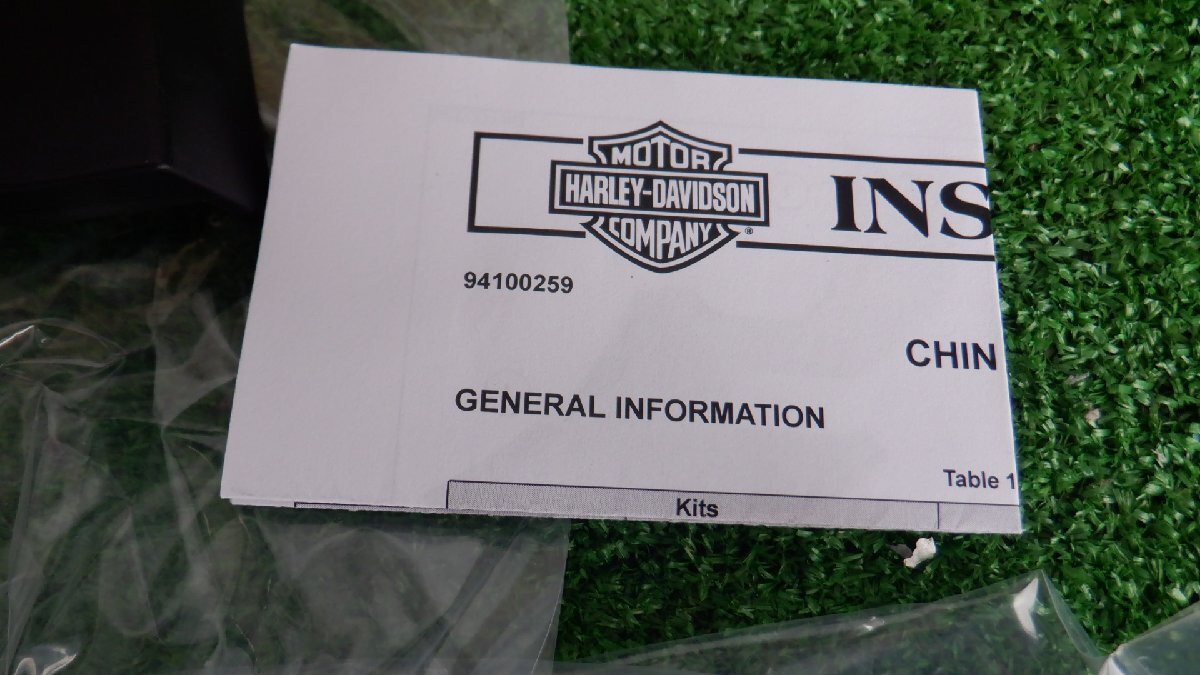 MOTOR
HARLEY-DAVIDSON
COMPANY
®
INS
94100259
CHIN
GENERAL INFORMATION
Table 1
Kits